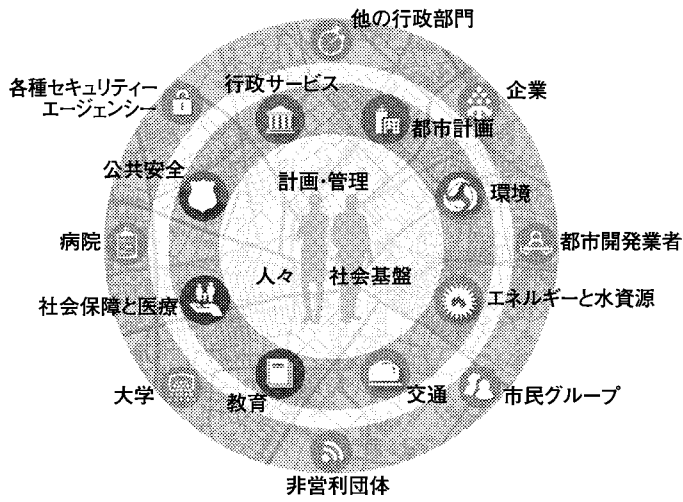 他の行政部門
各種セキュリティー
エージェンシー
行政サービス
企業
都市計画
公共安全
計画・管理
環境
病院
都市開発業者
人々
社会基盤
社会保障と医療
エネルギーと水資源
大学
教育
交通
市民グループ
非営利団体